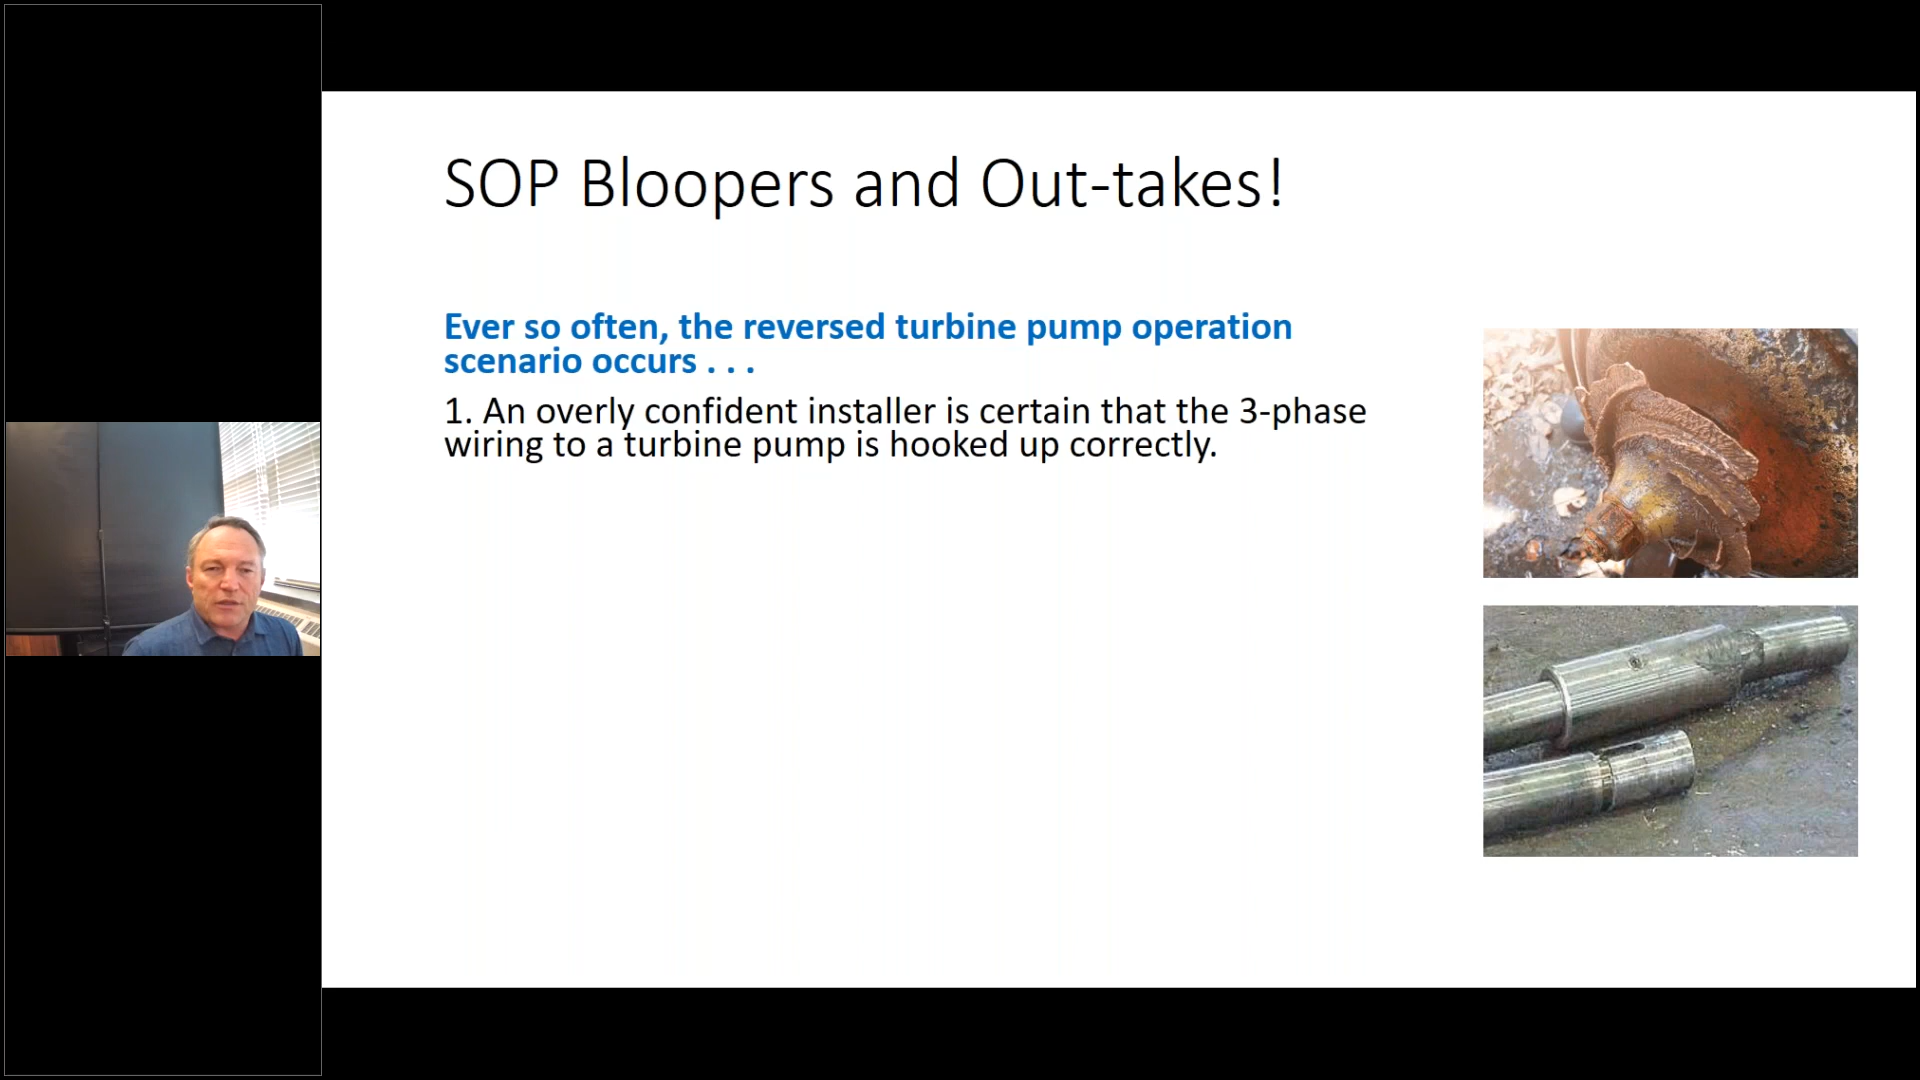 SOP Bloopers and Out-takes!
Ever so often, the reversed turbine pump operation
scenario occurs . . .
1. An overly confident installer is certain that the 3-phase
wiring to a turbine pump is hooked up correctly.